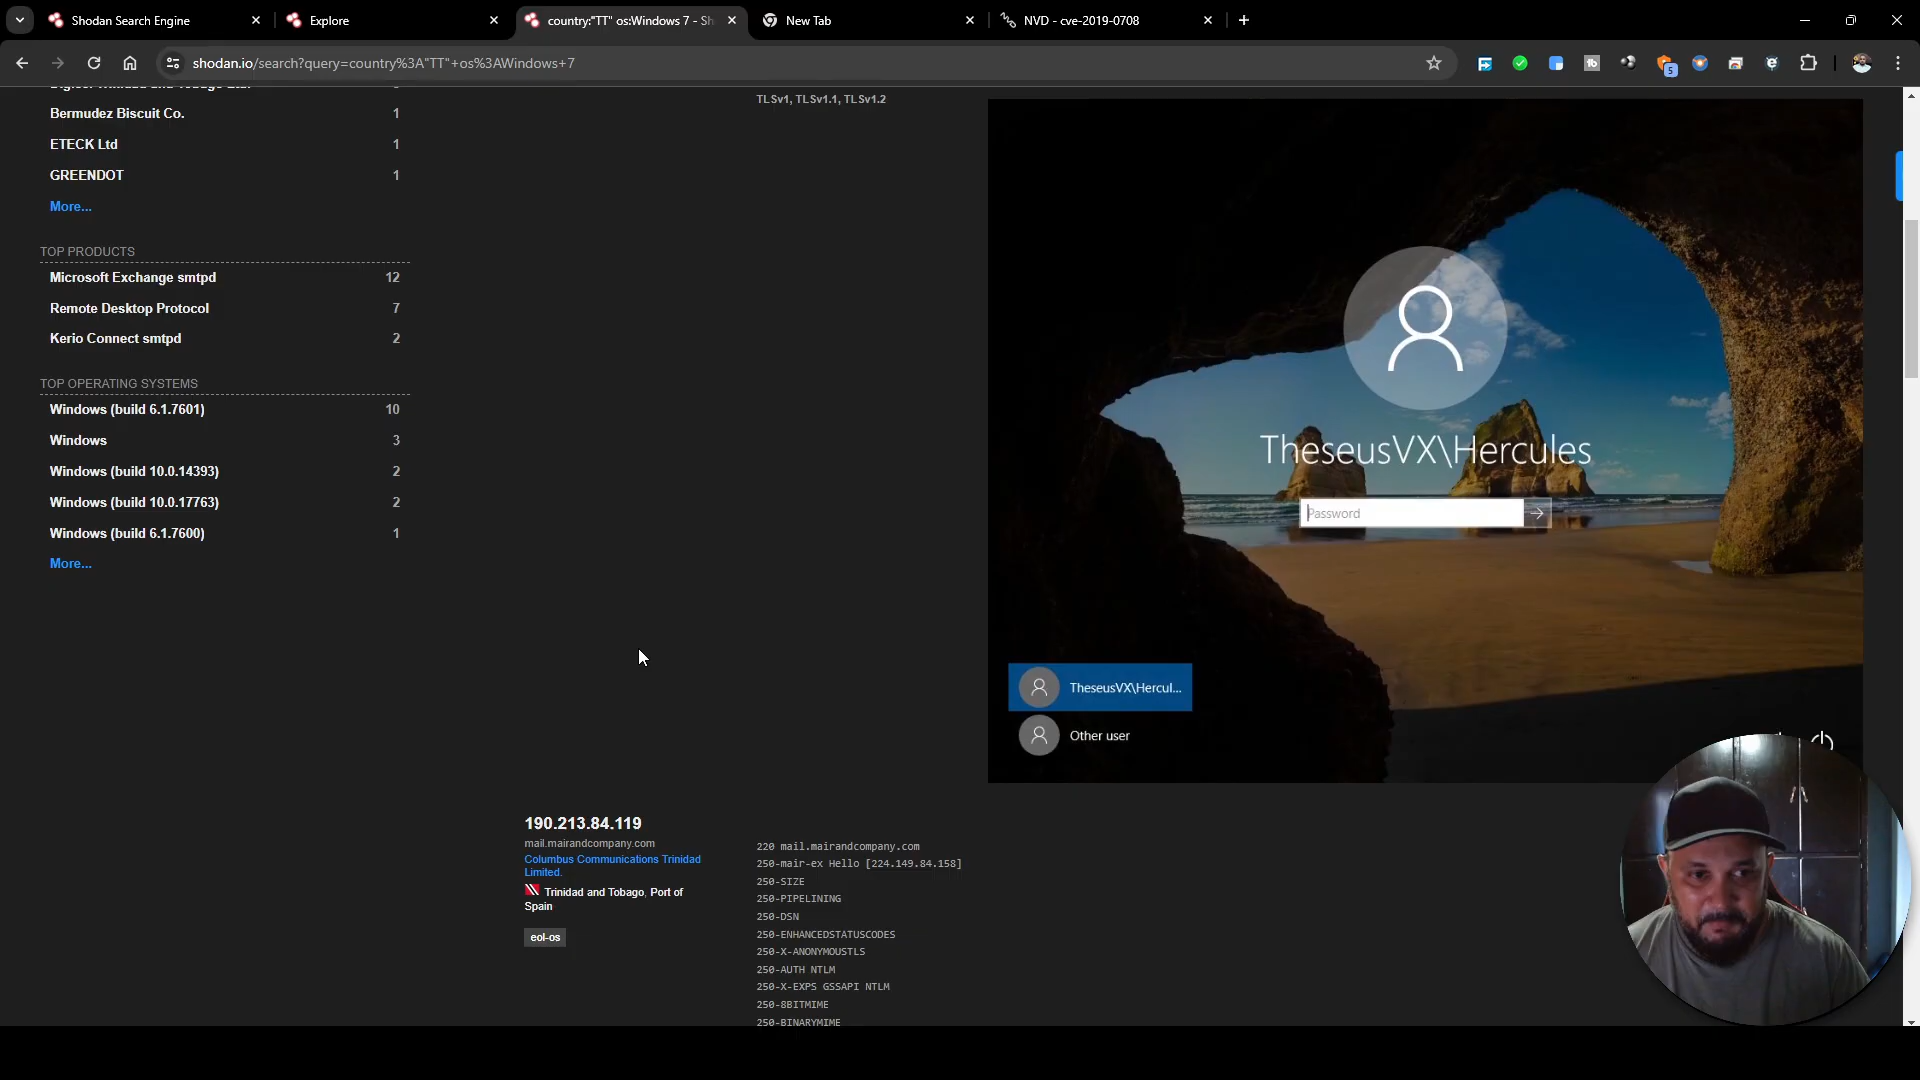 Shodan Search Engine
Explore
country:"TT" os:Windows 7 - Sh
New Tab
NVD - cve-2019-0708
shodan.io/search?query=country%3A"TT"+os%3AWindows+7
5
Bermudez Biscuit Co. 1
ETECK Ltd 1
GREENDOT 1
More...
TOP PRODUCTS
Microsoft Exchange smtpd 12
Remote Desktop Protocol 7
Kerio Connect smtpd 2
TOP OPERATING SYSTEMS
Windows (build 6.1.7601) 10
Windows 3
Windows (build 10.0.14393) 2
Windows (build 10.0.17763) 2
Windows (build 6.1.7600) 1
More...
TLSv1, TLSv1.1, TLSv1.2
TheseusVX\Hercules
Password
TheseusVX\Hercul...
Other user
190.213.84.119
mail.mairandcompany.com
Columbus Communications Trinidad
Limited.
Trinidad and Tobago, Port of
Spain
eol-os
220 mail.mairandcompany.com
250-mair-ex Hello [224.149.84.158]
250-SIZE
250-PIPELINING
250-DSN
250-ENHANCEDSTATUSCODES
250-X-ANONYMOUSTLS
250-AUTH NTLM
250-X-EXPS GSSAPI NTLM
250-8BITMIME
250-BINARYMIME